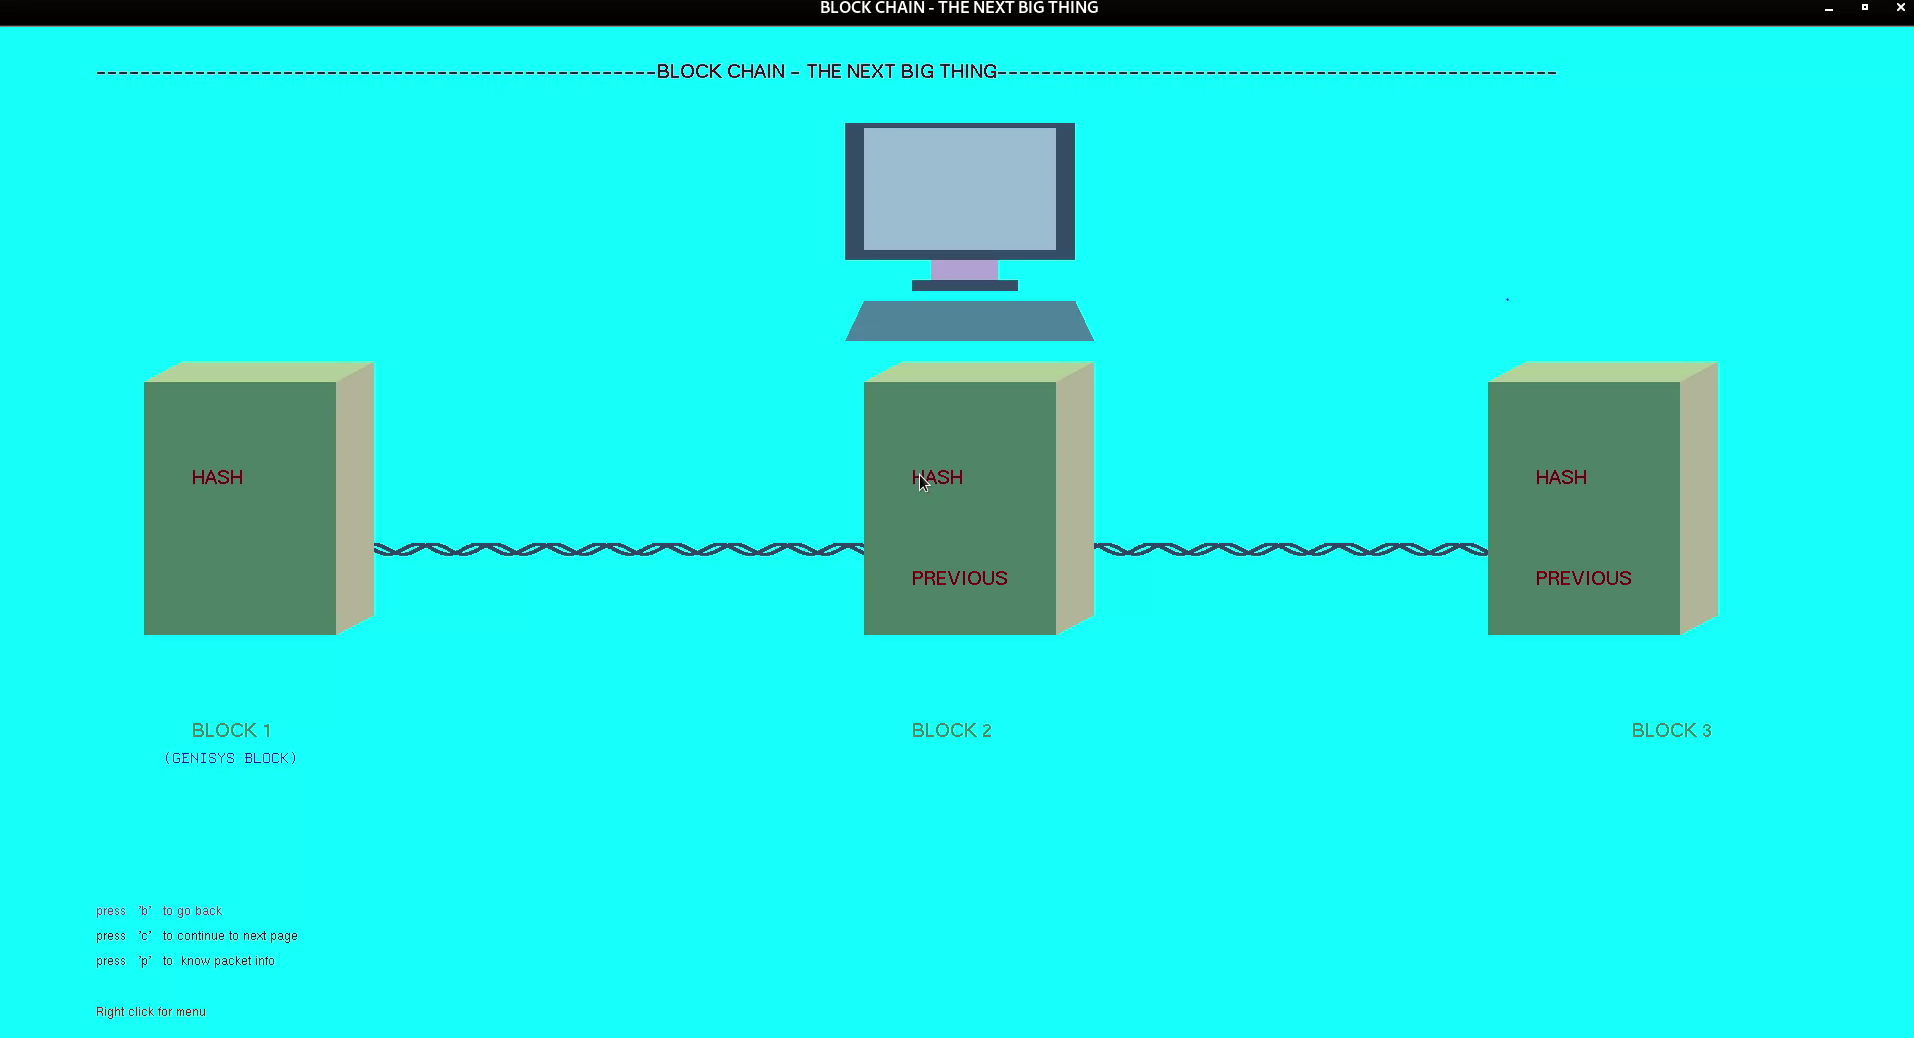 BLOCK CHAIN - THE NEXT BIG THING
----------------------------------------------------BLOCK CHAIN - THE NEXT BIG THING----------------------------------------------------
HASH
HASH
HASH
PREVIOUS
PREVIOUS
BLOCK 1
BLOCK 2
BLOCK 3
(GENISYS BLOCK)
press 'b' to go back
press 'c' to continue to next page
press 'p' to know packet info
Right click for menu